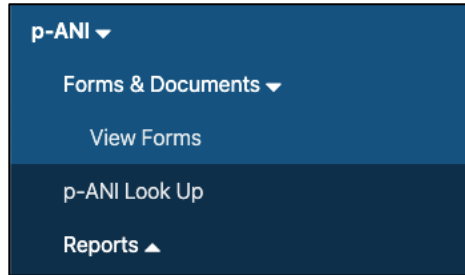 p-ANI
Forms & Documents
View Forms
p-ANI Look Up
Reports